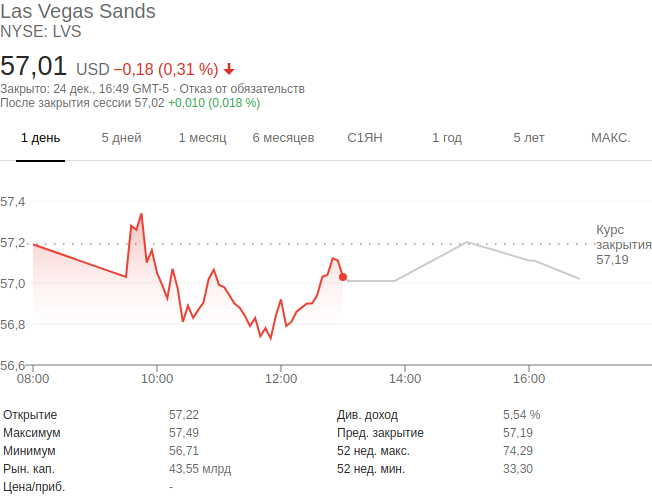 Las Vegas Sands
NYSE: LVS
57,01 USD −0,18 (0,31 %)
Закрыто: 24 дек., 16:49 GMT-5 · Отказ от обязательств
После закрытия сессии 57,02 +0,010 (0,018 %)
1 день 5 дней 1 месяц 6 месяцев С1ЯН 1 год 5 лет МАКС.
57,4
57,2
57,0
56,8
56,6
Курс
закрытия
57,19
08:00 10:00 12:00 14:00 16:00
Открытие 57,22 Див. доход 5,54 %
Максимум 57,49 Пред. закрытие 57,19
Минимум 56,71 52 нед. макс. 74,29
Рын. кап. 43,55 млрд 52 нед. мин. 33,30
Цена/приб. -